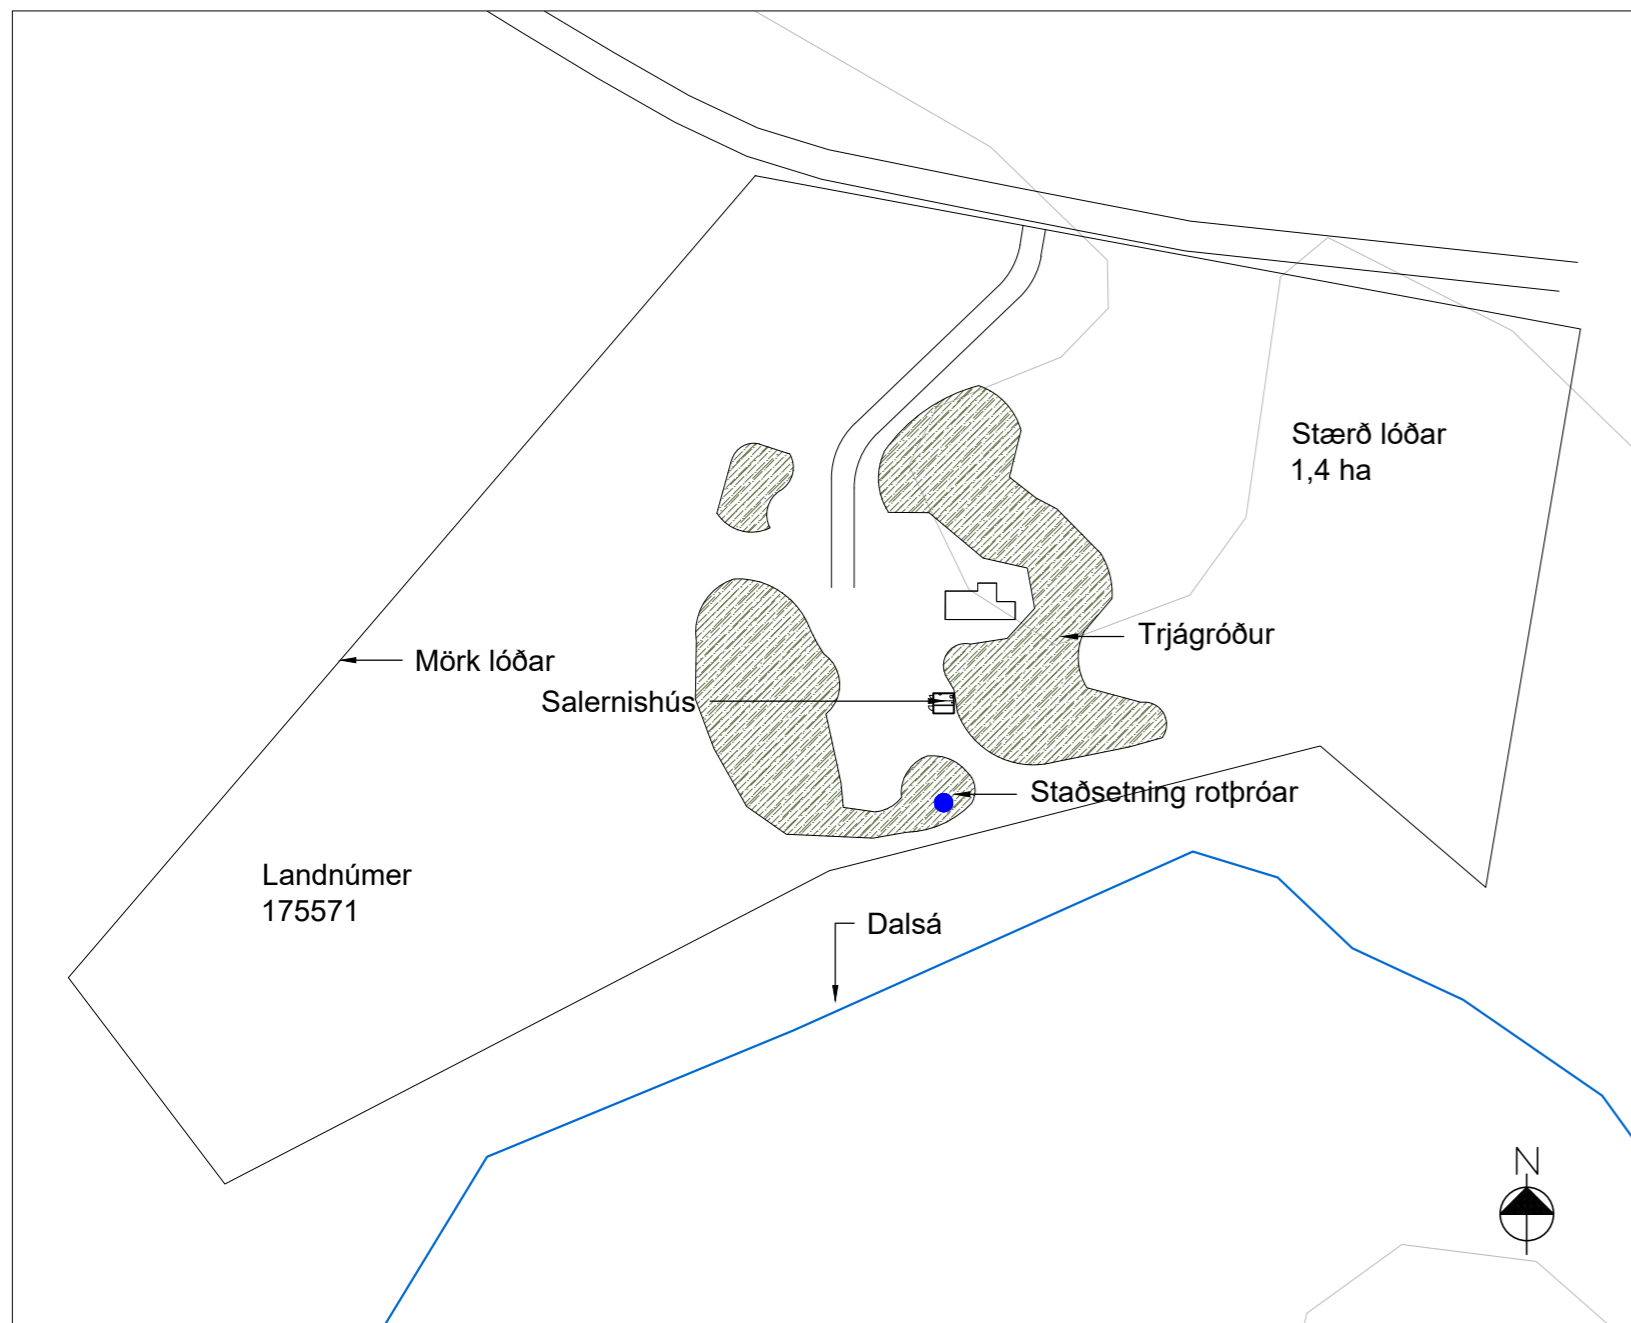 Stærð lóðar
1,4 ha
Trjágróður
Mörk lóðar
Salernishús
Staðsetning rotþróar
Landnúmer
175571
Dalsá
N